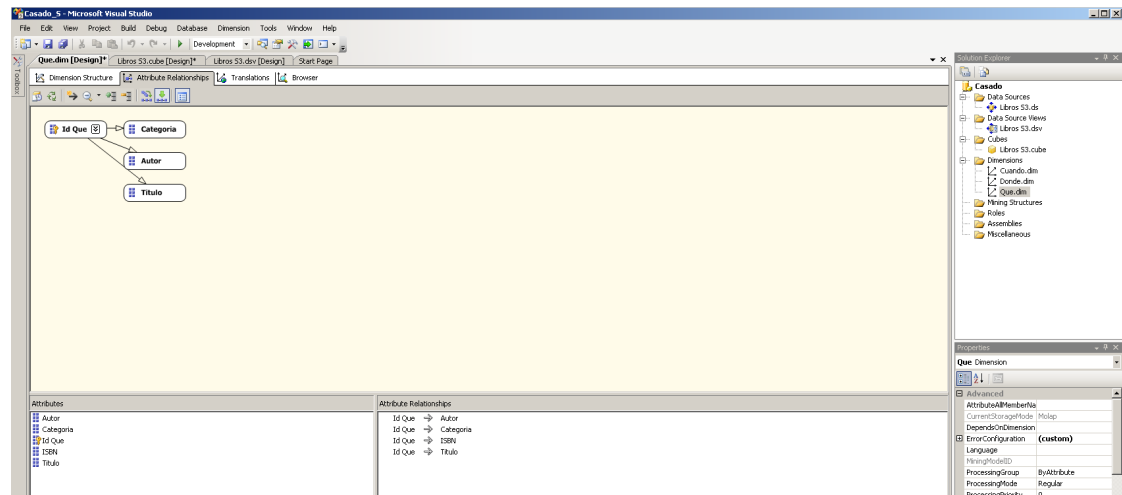 Casado_S - Microsoft Visual Studio
File Edit View Project Build Debug Database Dimension Tools Window Help
Development
Toolbox
Que.dim [Design]* Libros S3.cube [Design]* Libros S3.dsv [Design] Start Page
Dimension Structure Attribute Relationships Translations Browser
Id Que
Categoria
Autor
Titulo
Attributes
Autor
Categoria
Id Que
ISBN
Titulo
Attribute Relationships
Id Que Autor
Id Que Categoria
Id Que ISBN
Id Que Titulo
Solution Explorer
Casado
Data Sources
Libros S3.ds
Data Source Views
Libros S3.dsv
Cubes
Libros S3.cube
Dimensions
Cuando.dim
Donde.dim
Que.dim
Mining Structures
Roles
Assemblies
Miscellaneous
Properties
Que Dimension
Advanced
AttributeAllMemberNa
CurrentStorageMode Molap
DependsOnDimension
ErrorConfiguration (custom)
Language
MiningModelID
ProcessingGroup ByAttribute
ProcessingMode Regular
ProcessingPriority 0